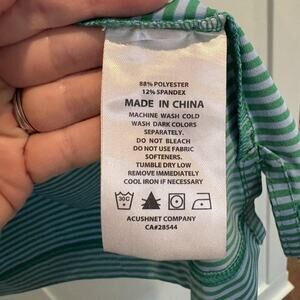 88% POLYESTER
12% SPANDEX
MADE IN CHINA
MACHINE WASH COLD
WASH DARK COLORS
SEPARATELY.
DO NOT BLEACH
DO NOT USE FABRIC
SOFTENERS.
TUMBLE DRY LOW
REMOVE IMMEDIATELY
COOL IRON IF NECESSARY
30C
ACUSHNET COMPANY
CA#28544